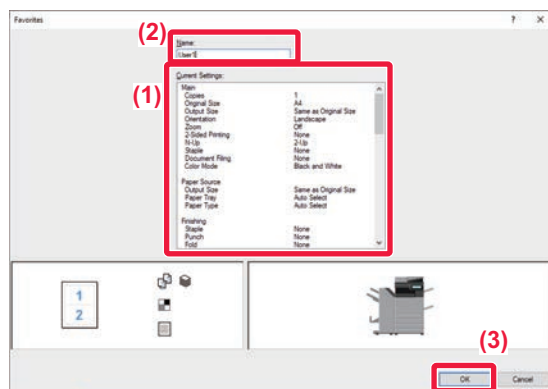 Favorites ? X
(2)
Name:
User1
(1)
Current Settings:
Main
Copies 1
Original Size A4
Output Size Same as Original Size
Orientation Landscape
Zoom Off
2-Sided Printing None
N-Up 2-Up
Staple None
Document Filing None
Color Mode Black and White
Paper Source
Output Size Same as Original Size
Paper Tray Auto Select
Paper Type Auto Select
Finishing
Staple None
Punch None
Fold None
1
2
(3)
OK Cancel